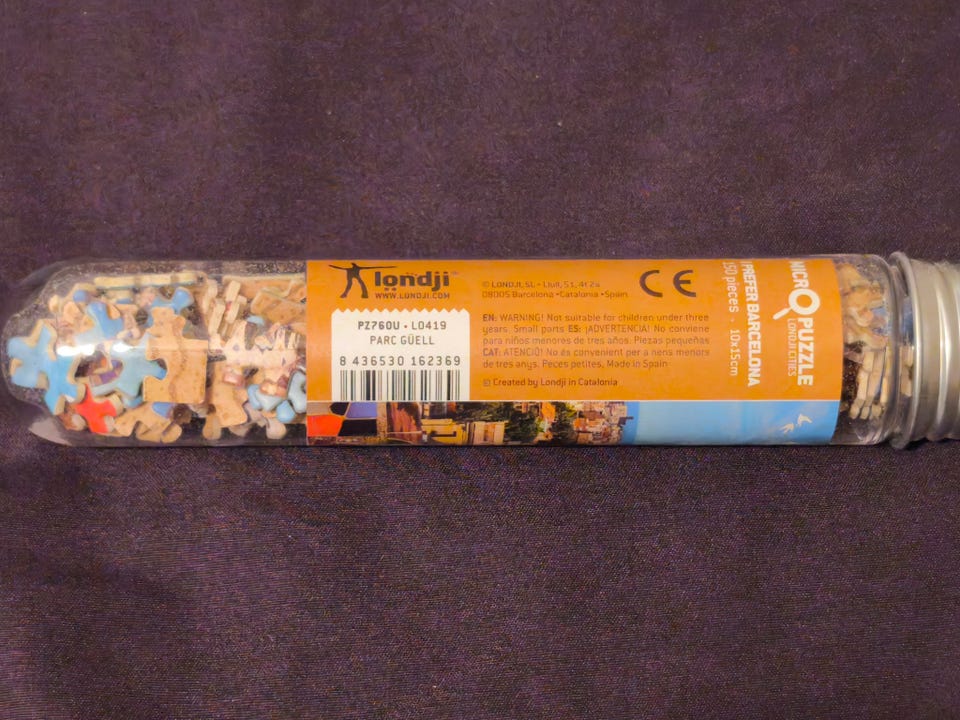 londji
WWW.LONDJI.COM
PZ760U • L0419
PARC GÜELL
8 436530 162369
© LONDJI, SL - Llull, 51, 4t 2a
08005 Barcelona • Catalonia • Spain
CE
EN: WARNING! Not suitable for children under three
years. Small parts ES: ¡ADVERTENCIA! No conviene
para niños menores de tres años. Piezas pequeñas
CAT: ATENCIÓ! No és convenient per a nens menors
de tres anys. Peces petites, Made in Spain
Created by Londji in Catalonia
MICRO
PUZZLE
LONDJICITIES
I PREFER BARCELONA
150 pieces - 10x15cm